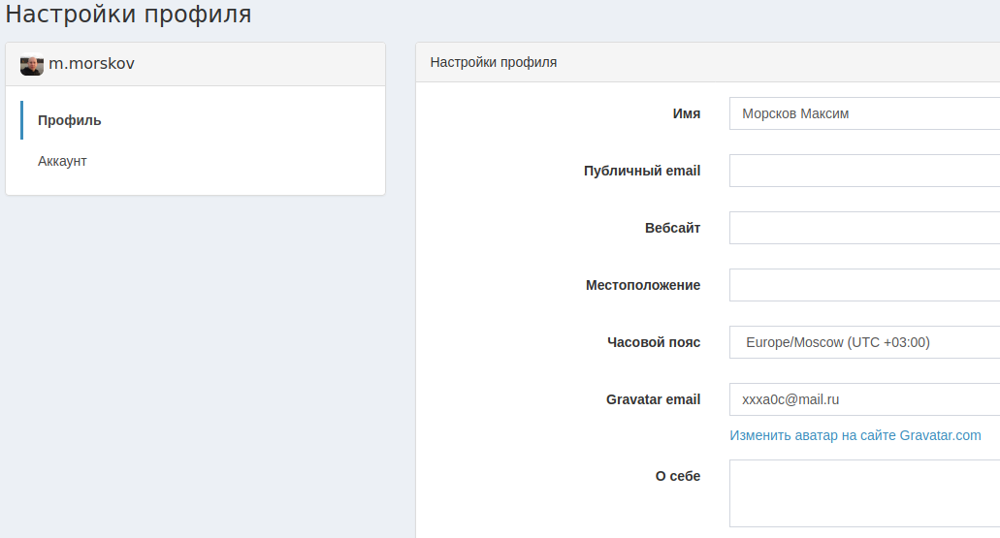 Настройки профиля
m.morskov
Профиль
Аккаунт
Настройки профиля
Имя
Морсков Максим
Публичный email
Вебсайт
Местоположение
Часовой пояс
Europe/Moscow (UTC +03:00)
Gravatar email
xxxa0c@mail.ru
Изменить аватар на сайте Gravatar.com
О себе